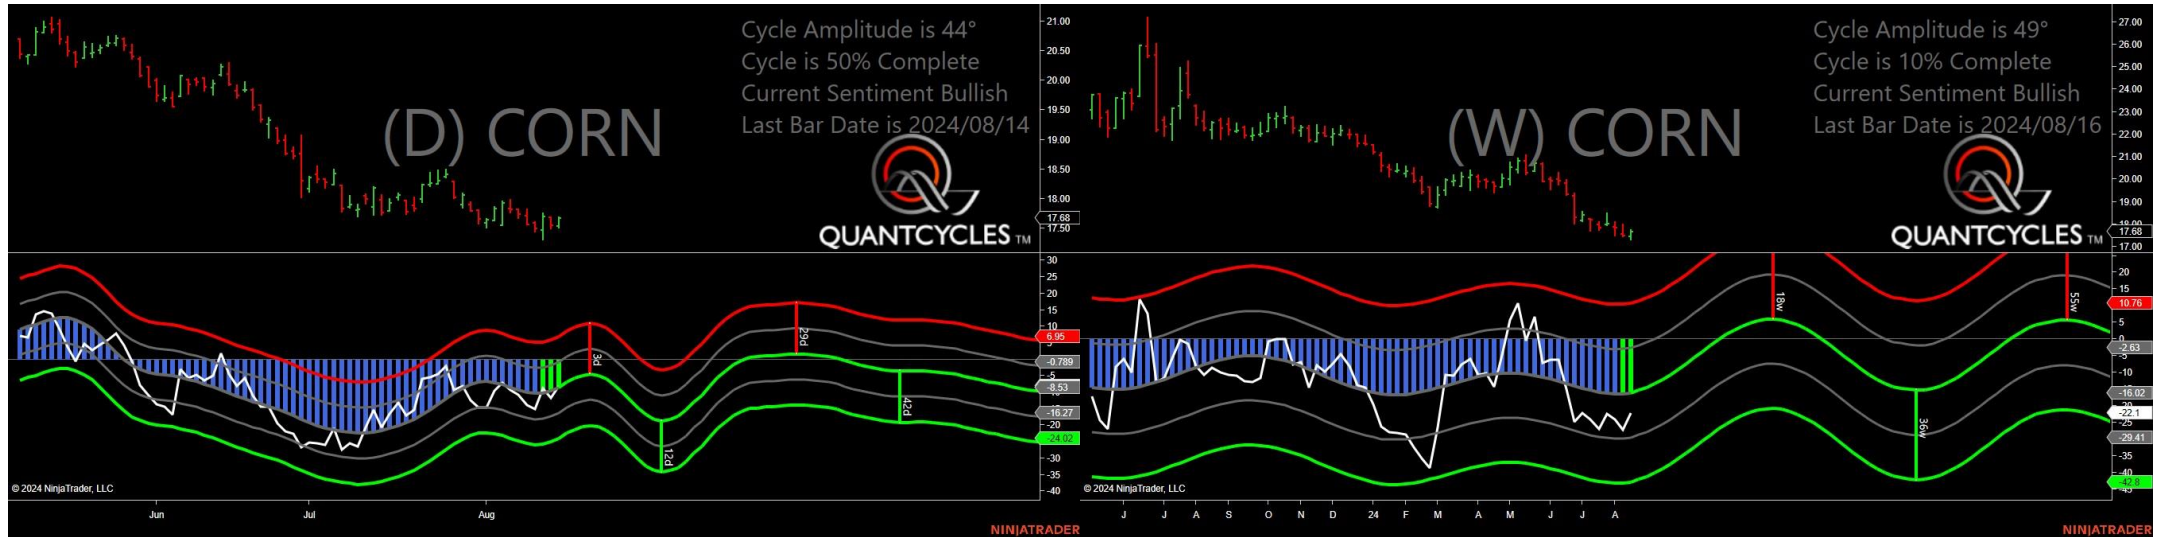 Cycle Amplitude is 44°
Cycle is 50% Complete
Current Sentiment Bullish
Last Bar Date is 2024/08/14
(D) CORN
QUANTCYCLES TM
21.00
20.50
20.00
19.50
19.00
18.50
18.00
17.68
17.50
30
25
20
15
10
6.95
-0.789
-5
-8.53
-16.27
-20
-24.02
-30
-35
-40
3d
12d
29d
42d
© 2024 NinjaTrader, LLC
Jun
Jul
Aug
NINJATRADER
Cycle Amplitude is 49°
Cycle is 10% Complete
Current Sentiment Bullish
Last Bar Date is 2024/08/16
(W) CORN
QUANTCYCLES TM
27.00
26.00
25.00
24.00
23.00
22.00
21.00
20.00
19.00
18.00
17.68
17.00
20
15
10.76
5
0
-2.63
-5
-10
-16.02
-22.1
-29.41
-35
-40
-42.8
18w
36w
55w
© 2024 NinjaTrader, LLC
J
J
A
S
O
N
D
24
F
M
A
M
J
J
A
NINJATRADER